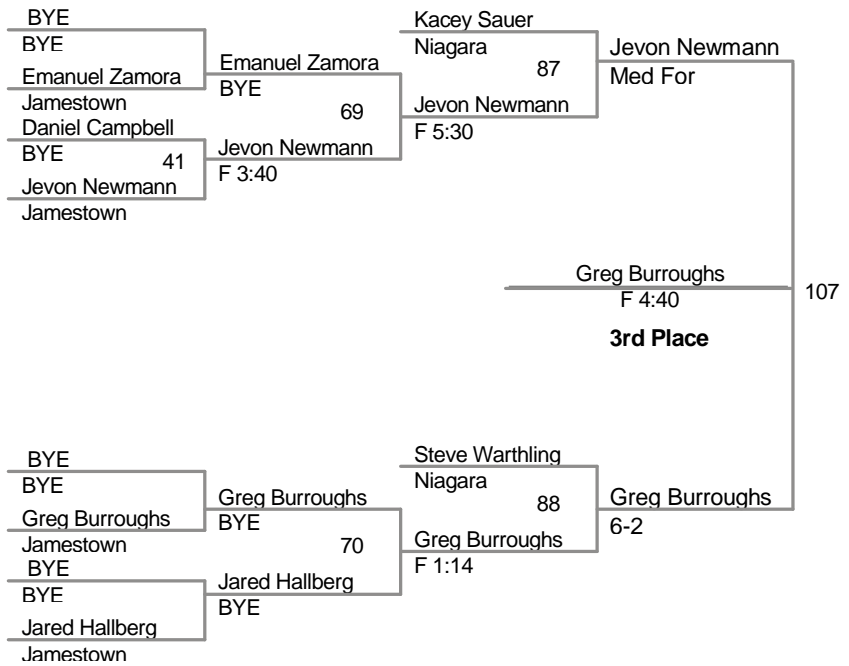 BYE
BYE
Emanuel Zamora
Jamestown
Daniel Campbell
BYE
41
Jevon Newmann
Jamestown
Emanuel Zamora
BYE
69
Jevon Newmann
F 3:40
Kacey Sauer
Niagara
87
Jevon Newmann
F 5:30
Jevon Newmann
Med For
Greg Burroughs
F 4:40
107
3rd Place
BYE
BYE
Greg Burroughs
Jamestown
BYE
BYE
Jared Hallberg
Jamestown
Greg Burroughs
BYE
70
Jared Hallberg
BYE
Steve Warthling
Niagara
88
Greg Burroughs
F 1:14
Greg Burroughs
6-2